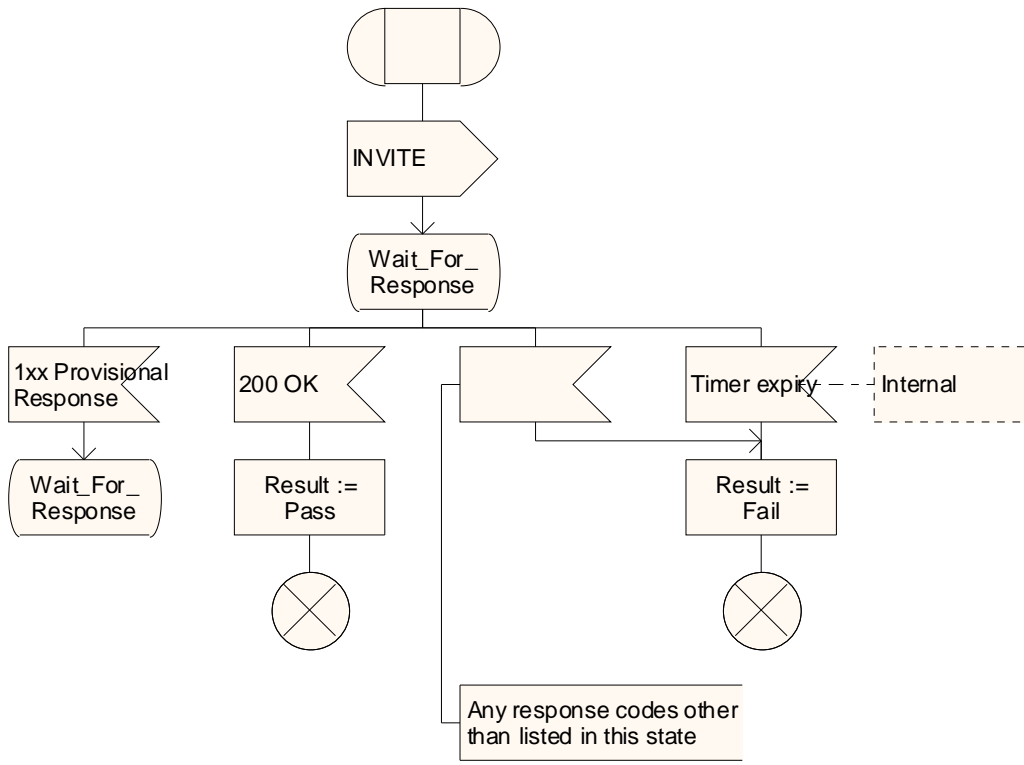 INVITE
Wait_For_
Response
1xx Provisional
Response
200 OK
Timer expiry
Internal
Wait_For_
Response
Result :=
Pass
Result :=
Fail
Any response codes other
than listed in this state